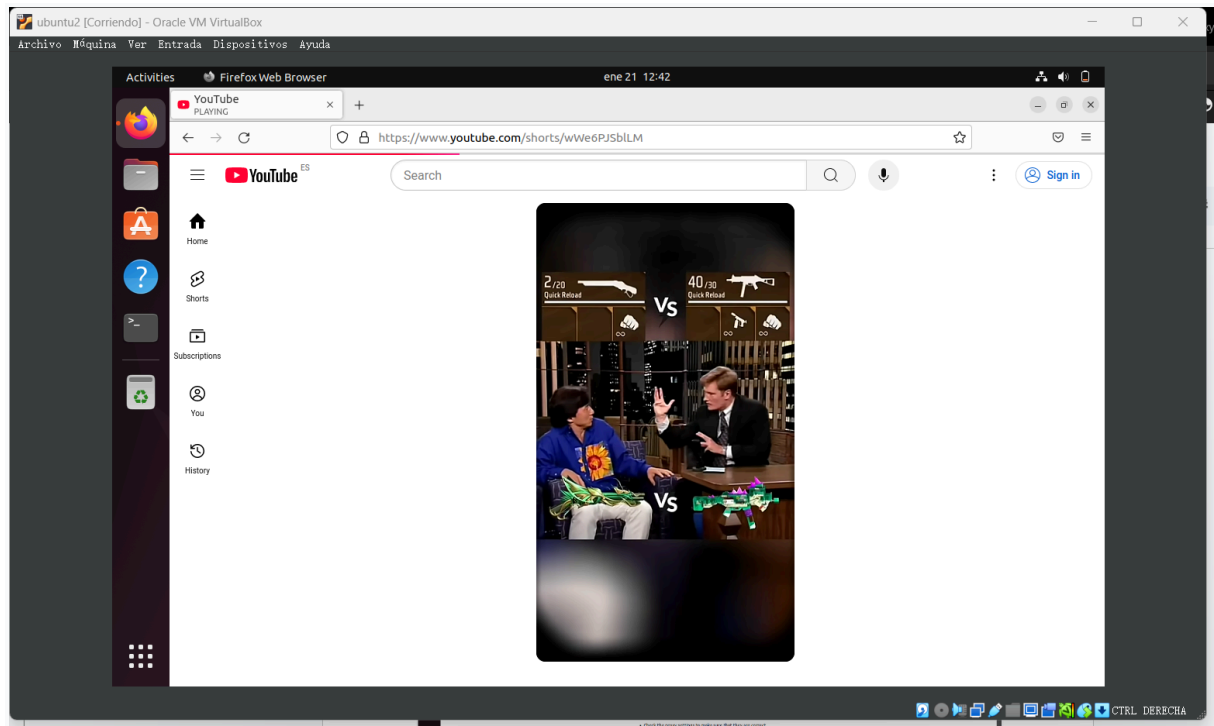 ubuntu2 [Corriendo] - Oracle VM VirtualBox
Archivo Máquina Ver Entrada Dispositivos Ayuda
Activities Firefox Web Browser ene 21 12:42
YouTube
PLAYING
https://www.youtube.com/shorts/wWe6PJSblLM
YouTube ES Search Sign in
Home
Shorts
Subscriptions
You
History
2/20 40/30
Quick Reload Vs Quick Reload
∞ ∞ ∞
Vs
CTRL DERECHA